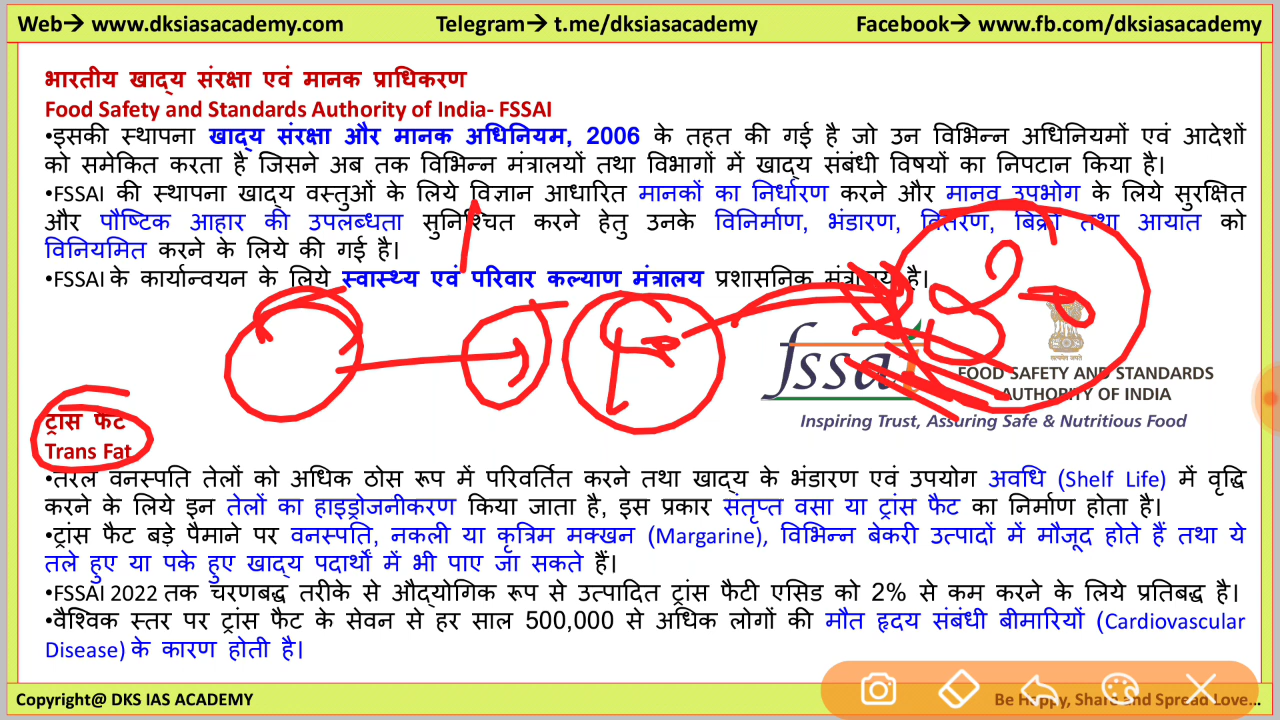 Web→ www.dksiasacademy.com Telegram→ t.me/dksiasacademy Facebook→ www.fb.com/dksiasacademy
भारतीय खाद्य संरक्षा एवं मानक प्राधिकरण
Food Safety and Standards Authority of India- FSSAI
•इसकी स्थापना खाद्य संरक्षा और मानक अधिनियम, 2006 के तहत की गई है जो उन विभिन्न अधिनियमों एवं आदेशों
को समेकित करता है जिसने अब तक विभिन्न मंत्रालयों तथा विभागों में खाद्य संबंधी विषयों का निपटान किया है।
•FSSAI की स्थापना खाद्य वस्तुओं के लिये विज्ञान आधारित मानकों का निर्धारण करने और मानव उपभोग के लिये सुरक्षित
और पौष्टिक आहार की उपलब्धता सुनिश्चित करने हेतु उनके विनिर्माण, भंडारण, वितरण, बिक्री तथा आयात को
विनियमित करने के लिये की गई है।
•FSSAI के कार्यान्वयन के लिये स्वास्थ्य एवं परिवार कल्याण मंत्रालय प्रशासनिक मंत्रालय है।
fssai
सत्यमेव जयते
FOOD SAFETY AND STANDARDS
AUTHORITY OF INDIA
Inspiring Trust, Assuring Safe & Nutritious Food
ट्रांस फैट
Trans Fat
•तरल वनस्पति तेलों को अधिक ठोस रूप में परिवर्तित करने तथा खाद्य के भंडारण एवं उपयोग अवधि (Shelf Life) में वृद्धि
करने के लिये इन तेलों का हाइड्रोजनीकरण किया जाता है, इस प्रकार संतृप्त वसा या ट्रांस फैट का निर्माण होता है।
•ट्रांस फैट बड़े पैमाने पर वनस्पति, नकली या कृत्रिम मक्खन (Margarine), विभिन्न बेकरी उत्पादों में मौजूद होते हैं तथा ये
तले हुए या पके हुए खाद्य पदार्थों में भी पाए जा सकते हैं।
•FSSAI 2022 तक चरणबद्ध तरीके से औद्योगिक रूप से उत्पादित ट्रांस फैटी एसिड को 2% से कम करने के लिये प्रतिबद्ध है।
•वैश्विक स्तर पर ट्रांस फैट के सेवन से हर साल 500,000 से अधिक लोगों की मौत हृदय संबंधी बीमारियों (Cardiovascular
Disease) के कारण होती है।
Copyright@ DKS IAS ACADEMY Be Happy, Share and Spread Love...